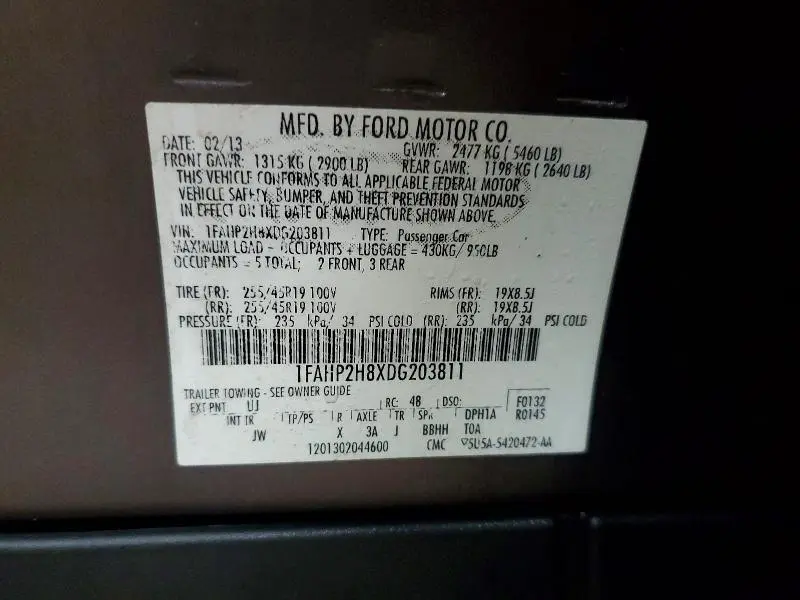 MFD. BY FORD MOTOR CO.
DATE: 02/13 GVWR: 2477 KG ( 5460 LB)
FRONT GAWR: 1315 KG ( 2900 LB) REAR GAWR: 1198 KG ( 2640 LB)
THIS VEHICLE CONFORMS TO ALL APPLICABLE FEDERAL MOTOR
VEHICLE SAFETY, BUMPER, AND THEFT PREVENTION STANDARDS
IN EFFECT ON THE DATE OF MANUFACTURE SHOWN ABOVE.
VIN: 1FAHP2H8XDG203811 TYPE: Passenger Car
MAXIMUM LOAD = OCCUPANTS + LUGGAGE = 430KG/ 950LB
OCCUPANTS = 5 TOTAL; 2 FRONT, 3 REAR
TIRE (FR): 255/45R19 100V RIMS (FR): 19X8.5J
(RR): 255/45R19 100V (RR): 19X8.5J
PRESSURE (FR): 235 kPa/ 34 PSI COLD (RR): 235 kPa/ 34 PSI COLD
1FAHP2H8XDG203811
TRAILER TOWING - SEE OWNER GUIDE
EXT PNT: UJ RC: 48 DSO: F0132
INT TR TP/PS R AXLE TR SPR DPH1A R0145
JW X 3A J BBHH T0A
1201302044600 CMC 5U5A-5420472-AA